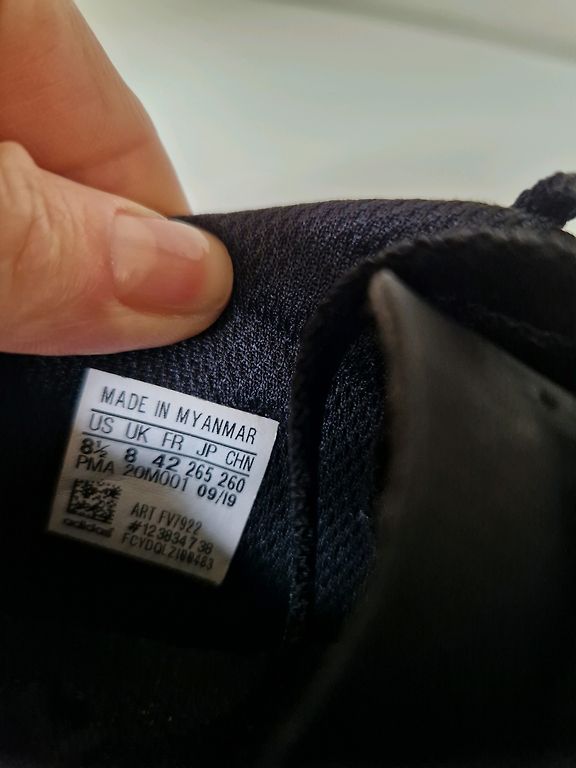 MADE IN MYANMAR
US UK FR JP CHN
8½ 8 42 265 260
PMA 20M001 09/19
ART FV7922
#123834738
adidas